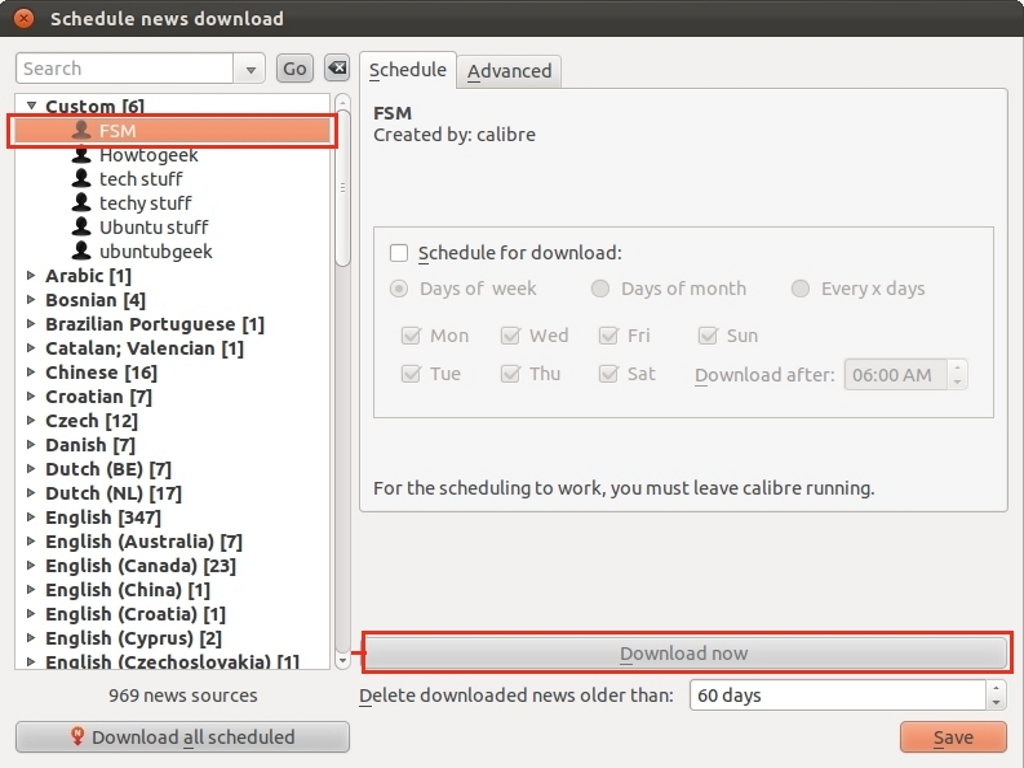 Schedule news download
Search
Go
Custom [6]
FSM
Howtogeek
tech stuff
techy stuff
Ubuntu stuff
ubuntubgeek
Arabic [1]
Bosnian [4]
Brazilian Portuguese [1]
Catalan; Valencian [1]
Chinese [16]
Croatian [7]
Czech [12]
Danish [7]
Dutch (BE) [7]
Dutch (NL) [17]
English [347]
English (Australia) [7]
English (Canada) [23]
English (China) [1]
English (Croatia) [1]
English (Cyprus) [2]
English (Czechoslovakia) [1]
969 news sources
Download all scheduled
Schedule Advanced
FSM
Created by: calibre
Schedule for download:
Days of week Days of month Every x days
Mon Wed Fri Sun
Tue Thu Sat Download after: 06:00 AM
For the scheduling to work, you must leave calibre running.
Download now
Delete downloaded news older than: 60 days
Save